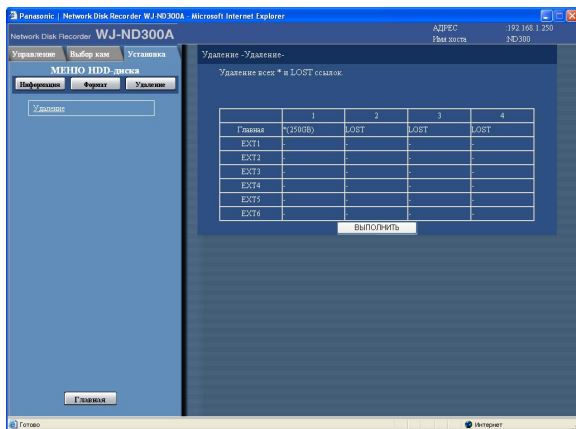 Panasonic | Network Disk Recorder WJ-ND300A - Microsoft Internet Explorer
Network Disk Recorder WJ-ND300A
АДРЕС :192.168.1.250
Имя хоста :ND300
Управление Выбор кам Установка
МЕНЮ HDD-диска
Информация Формат Удаление
Удаление
Удаление -Удаление-
Удаление всех * и LOST ссылок.
1 2 3 4
Главная *(250GB) LOST LOST LOST
EXT1 - - - -
EXT2 - - - -
EXT3 - - - -
EXT4 - - - -
EXT5 - - - -
EXT6 - - - -
ВЫПОЛНИТЬ
Главная
Готово Интернет